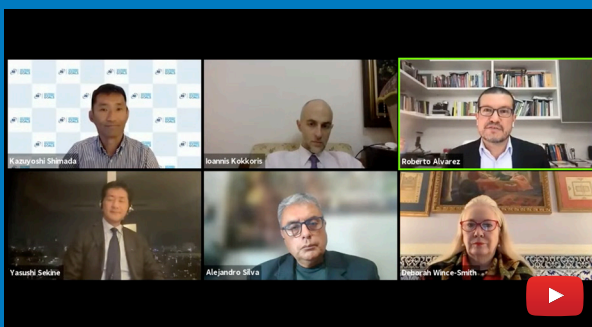 Kazuyoshi Shimada
Ioannis Kokkoris
Roberto Alvarez
Yasushi Sekine
Alejandro Silva
Deborah Wince-Smith